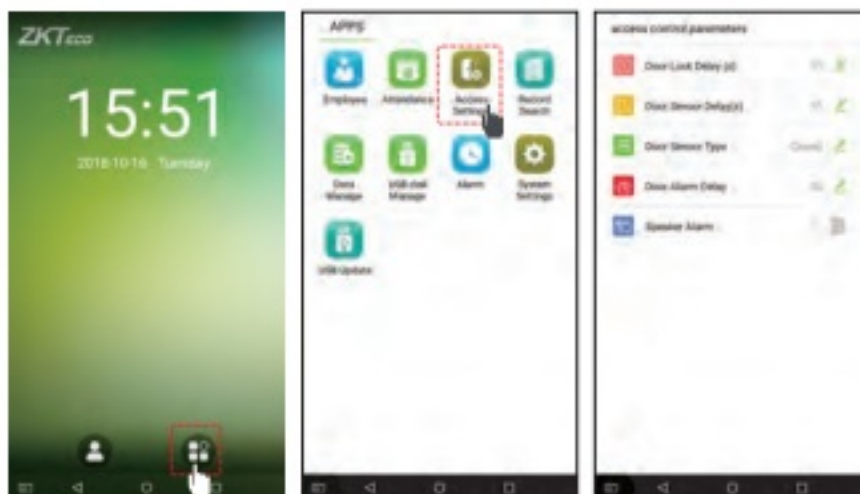 ZKTeco
15:51
2018-10-16 Tuesday
APPS
Employee
Attendance
Access Settings
Record Search
Data Manage
USB disk Manage
Alarm
System Settings
USB Update
access control parameters
Door Lock Delay (s)
Door Sensor Delay(s)
Door Sensor Type
Door Alarm Delay
Speaker Alarm